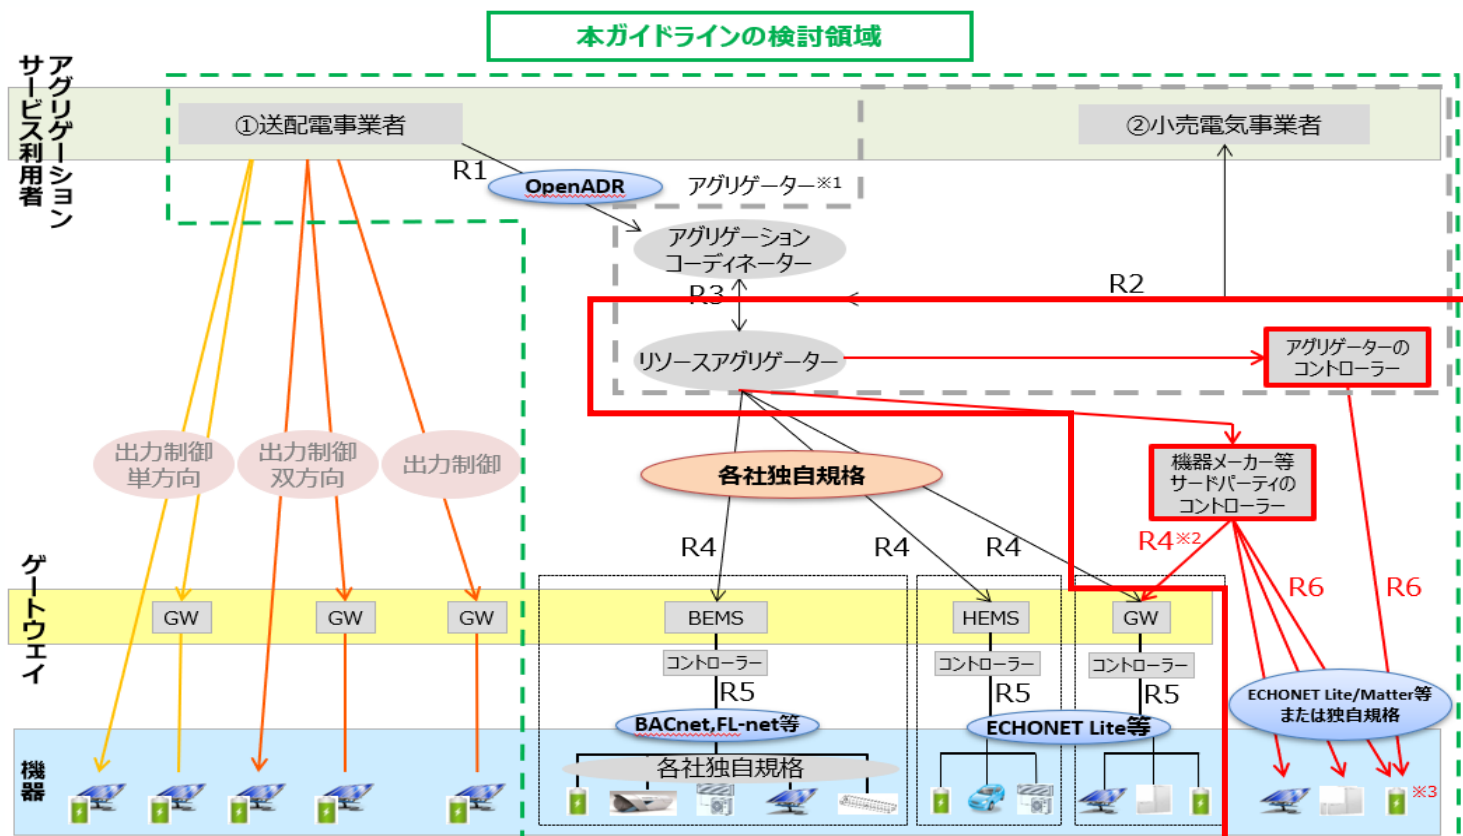 本ガイドラインの検討領域
アグリゲーション
サービス利用者
①送配電事業者
②小売電気事業者
R1
OpenADR
アグリゲーター※1
アグリゲーション
コーディネーター
R3
R2
リソースアグリゲーター
アグリゲーターの
コントローラー
出力制御
単方向
出力制御
双方向
出力制御
各社独自規格
機器メーカー等
サードパーティの
コントローラー
R4
R4
R4
R4※2
R6
R6
ゲートウェイ
GW
GW
GW
BEMS
HEMS
GW
コントローラー
コントローラー
コントローラー
R5
R5
R5
BACnet,FL-net等
ECHONET Lite等
ECHONET Lite/Matter等
または独自規格
機器
各社独自規格
※3